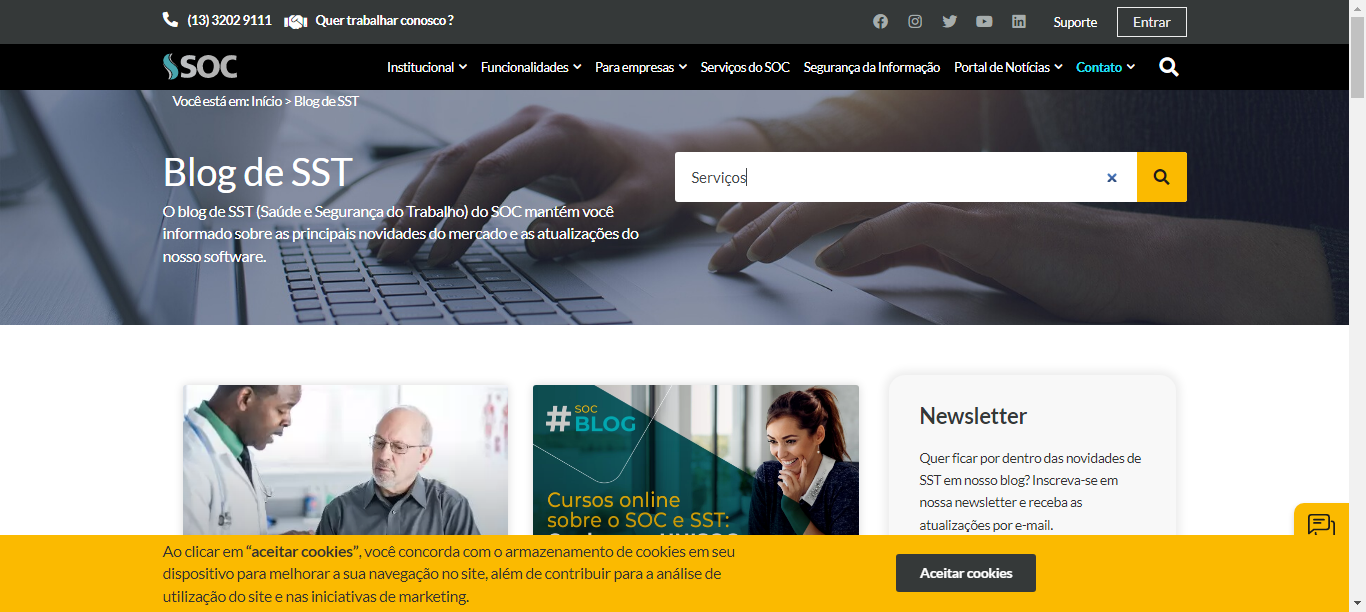 (13) 3202 9111 Quer trabalhar conosco ? Suporte Entrar
SOC Institucional Funcionalidades Para empresas Serviços do SOC Segurança da Informação Portal de Notícias Contato
Você está em: Início > Blog de SST
Blog de SST
Serviços
O blog de SST (Saúde e Segurança do Trabalho) do SOC mantém você
informado sobre as principais novidades do mercado e as atualizações do
nosso software.
# SOC
BLOG
Cursos online
sobre o SOC e SST:
Newsletter
Quer ficar por dentro das novidades de
SST em nosso blog? Inscreva-se em
nossa newsletter e receba as
atualizações por e-mail.
Ao clicar em “aceitar cookies”, você concorda com o armazenamento de cookies em seu
dispositivo para melhorar a sua navegação no site, além de contribuir para a análise de
utilização do site e nas iniciativas de marketing.
Aceitar cookies